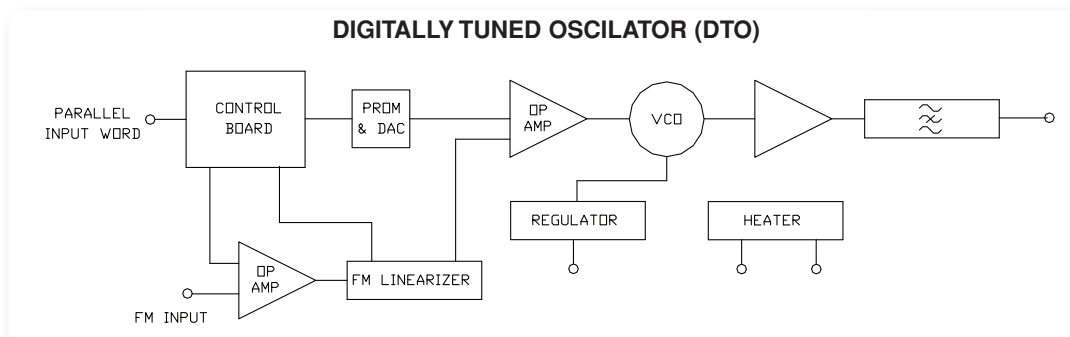 DIGITALLY TUNED OSCILATOR (DTO)
PARALLEL
INPUT WORD
CONTROL
BOARD
PROM
& DAC
OP
AMP
VCO
REGULATOR
HEATER
OP
AMP
FM LINEARIZER
FM INPUT